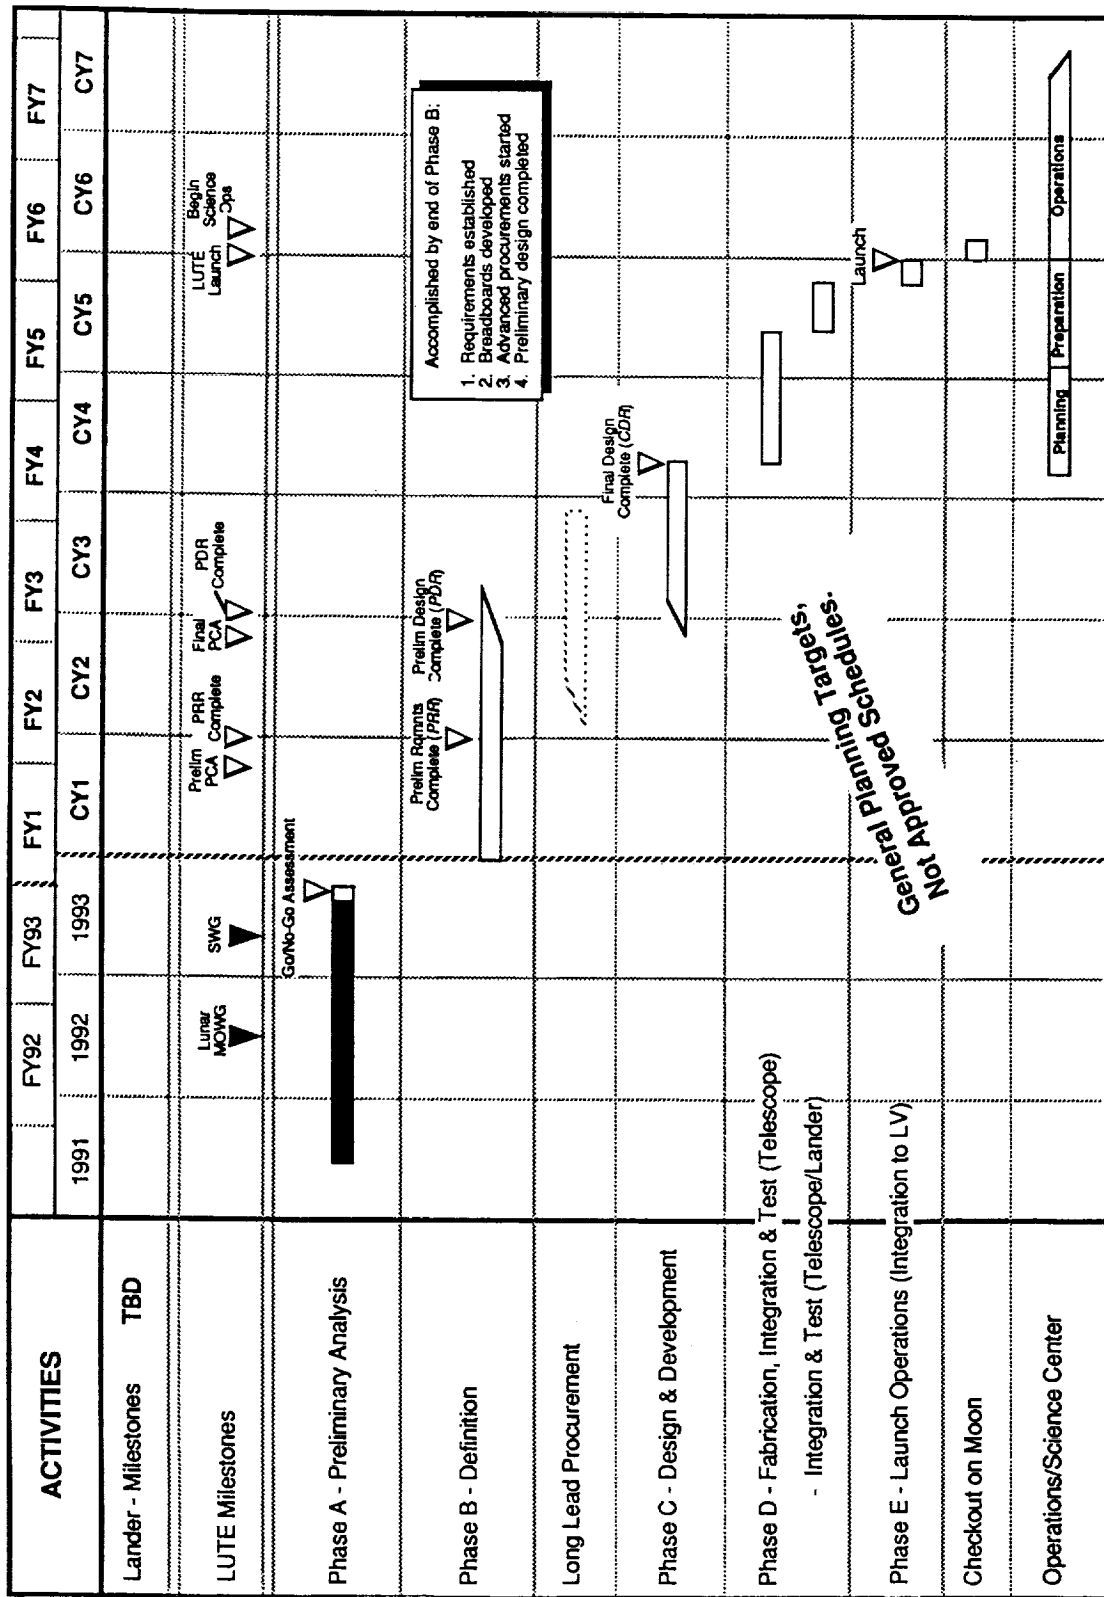 ACTIVITIES
FY92 FY93 FY1 FY2 FY3 FY4 FY5 FY6 FY7
1991 1992 1993 CY1 CY2 CY3 CY4 CY5 CY6 CY7
Lander - Milestones TBD
LUTE Milestones
Lunar
MOWG
SWG
Prelim
PCA
PRR
Complete
Final
PCA
PDR
Complete
LUTE
Launch
Begin
Science
Ops
Phase A - Preliminary Analysis
Go/No-Go Assessment
Phase B - Definition
Prelim Rqmnts
Complete (PRR)
Prelim Design
Complete (PDR)
Accomplished by end of Phase B:
1. Requirements established
2. Breadboards developed
3. Advanced procurements started
4. Preliminary design completed
Long Lead Procurement
Phase C - Design & Development
Final Design
Complete (CDR)
Phase D - Fabrication, Integration & Test (Telescope)
- Integration & Test (Telescope/Lander)
Phase E - Launch Operations (Integration to LV)
Launch
General Planning Targets,
Not Approved Schedules.
Checkout on Moon
Operations/Science Center
Planning Preparation Operations